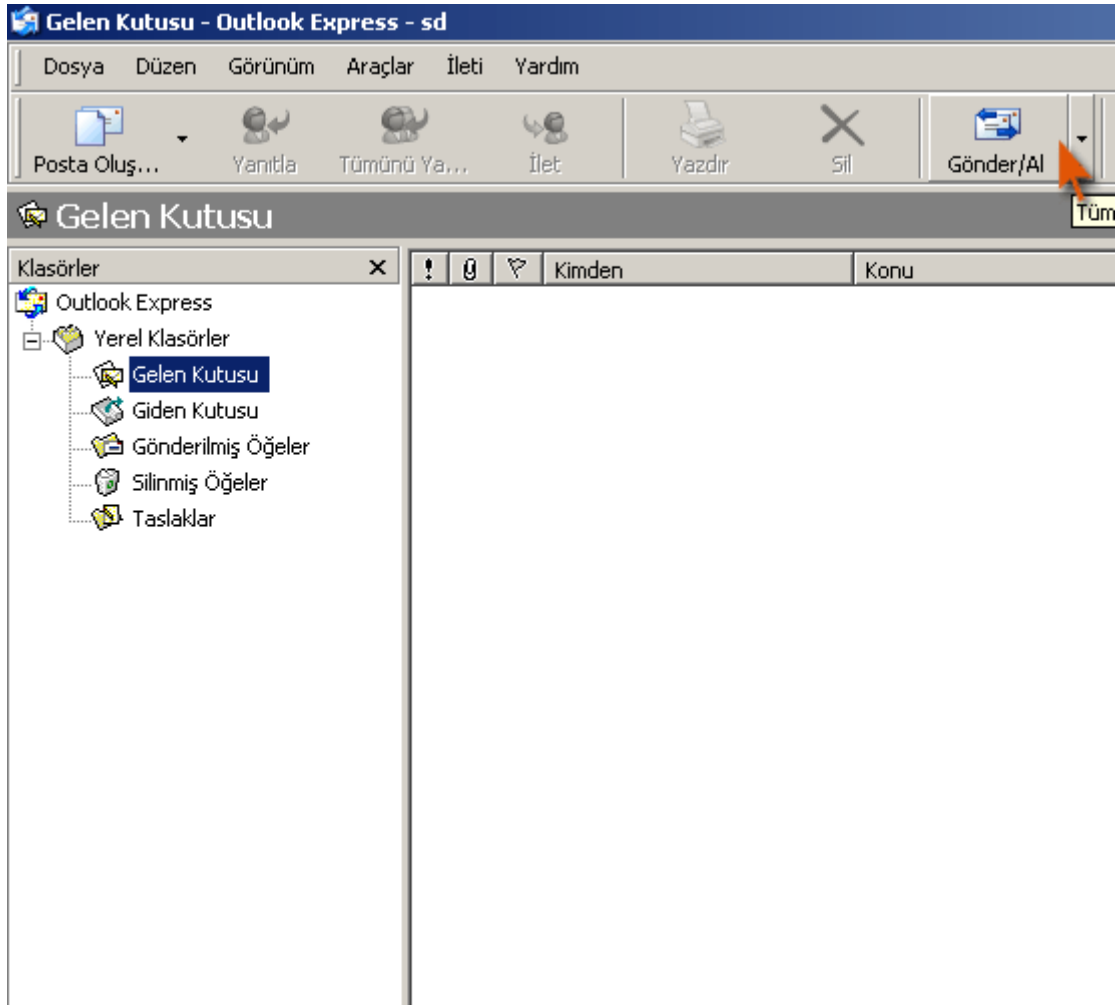 Gelen Kutusu - Outlook Express - sd
Dosya Düzen Görünüm Araçlar İleti Yardım
Posta Oluş... Yanıtla Tümünü Ya... İlet Yazdır Sil Gönder/Al
Gelen Kutusu
Tüm
Klasörler
! Kimden Konu
Outlook Express
Yerel Klasörler
Gelen Kutusu
Giden Kutusu
Gönderilmiş Öğeler
Silinmiş Öğeler
Taslaklar